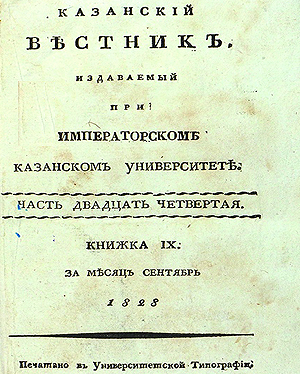 КАЗАНСКІЙ
ВѢСТНИКЪ,
ИЗДАВАЕМЫЙ
ПРИ
ИМПЕРАТОРСКОМЪ
КАЗАНСКОМЪ УНИВЕРСИТЕТѢ.
ЧАСТЬ ДВАДЦАТЬ ЧЕТВЕРТАЯ.
КНИЖКА IX.
ЗА МѢСЯЦЪ СЕНТЯБРЬ
1828
Печатано въ Университетской Типографіи,